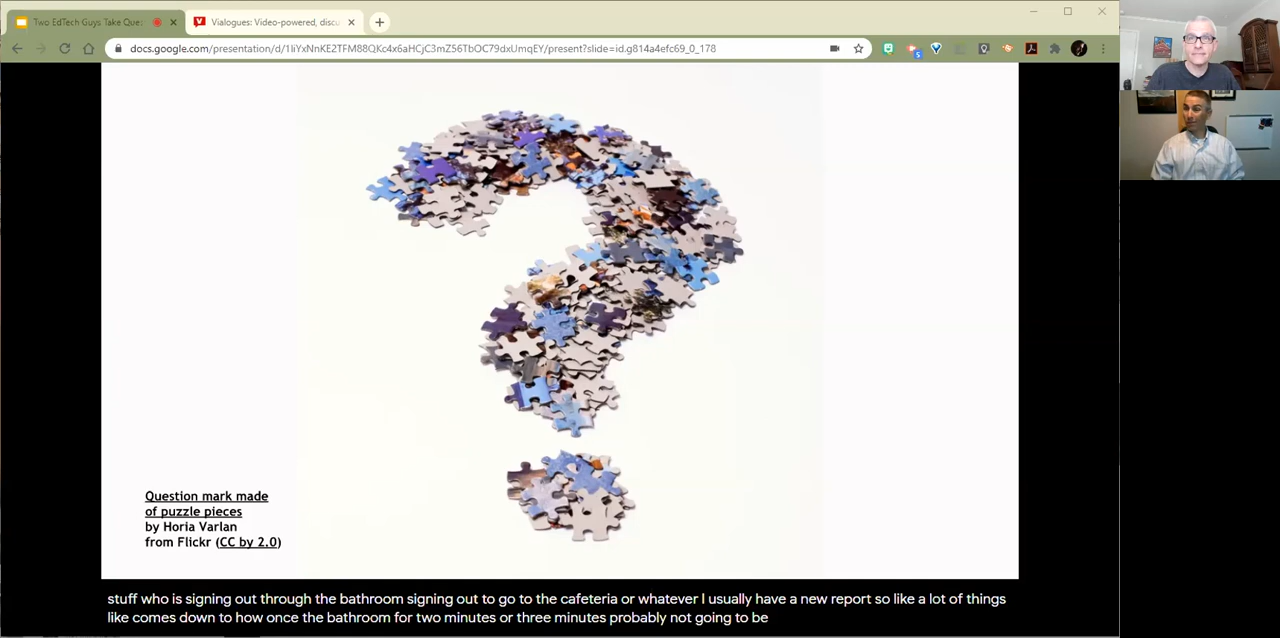 Two EdTech Guys Take Que:
Vialogues: Video-powered, discu
docs.google.com/presentation/d/1IiYxNnKE2TFM88QKc4x6aHCjC3mZ56TbOC79dxUmqEY/present?slide=id.g814a4efc69_0_178
Question mark made
of puzzle pieces
by Horia Varlan
from Flickr (CC by 2.0)
stuff who is signing out through the bathroom signing out to go to the cafeteria or whatever I usually have a new report so like a lot of things
like comes down to how once the bathroom for two minutes or three minutes probably not going to be